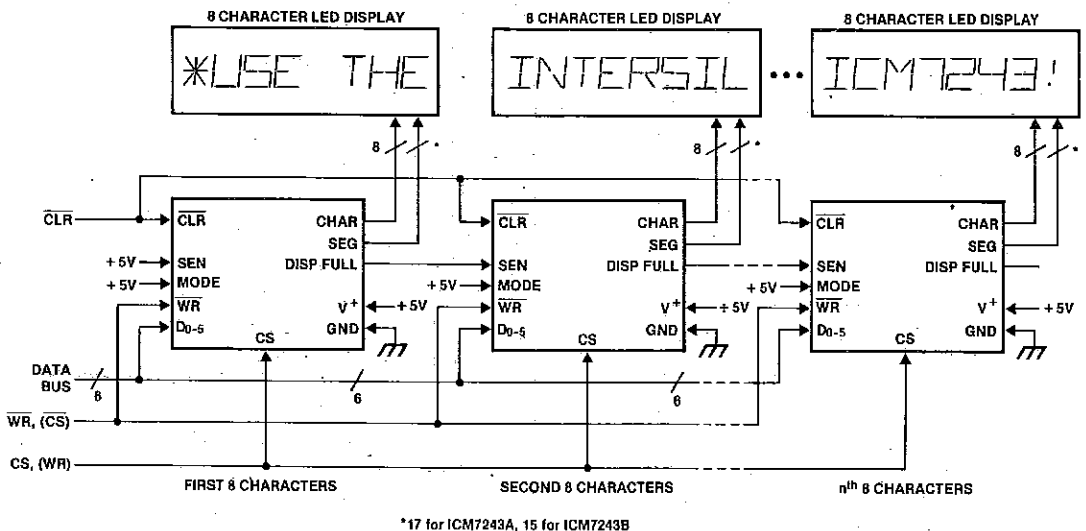 8 CHARACTER LED DISPLAY
8 CHARACTER LED DISPLAY
8 CHARACTER LED DISPLAY
*USE THE
INTERSIL
• • •
ICM7243!
8
*
8
*
8
*
CLR
CLR
CHAR
SEG
DISP FULL
+5V
SEN
+5V
MODE
WR
D0-5
V+
+5V
GND
CS
CLR
CHAR
SEG
DISP FULL
SEN
+5V
MODE
WR
D0-5
V+
+5V
GND
CS
CLR
CHAR
SEG
DISP FULL
SEN
+5V
MODE
WR
D0-5
V+
+5V
GND
CS
DATA
BUS
6
6
6
WR, (CS)
CS, (WR)
FIRST 8 CHARACTERS
SECOND 8 CHARACTERS
nth 8 CHARACTERS
*17 for ICM7243A, 15 for ICM7243B